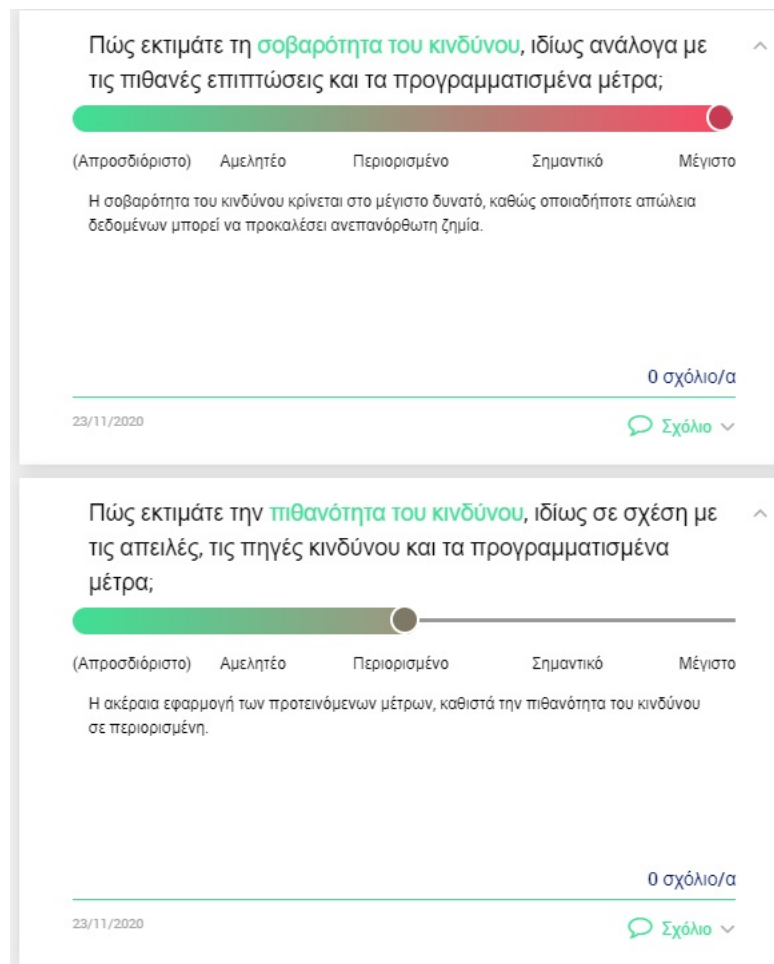 Πώς εκτιμάτε τη σοβαρότητα του κινδύνου, ιδίως ανάλογα με
τις πιθανές επιπτώσεις και τα προγραμματισμένα μέτρα;
(Απροσδιόριστο) Αμελητέο Περιορισμένο Σημαντικό Μέγιστο
Η σοβαρότητα του κινδύνου κρίνεται στο μέγιστο δυνατό, καθώς οποιαδήποτε απώλεια
δεδομένων μπορεί να προκαλέσει ανεπανόρθωτη ζημία.
0 σχόλιο/α
23/11/2020 Σχόλιο
Πώς εκτιμάτε την πιθανότητα του κινδύνου, ιδίως σε σχέση με
τις απειλές, τις πηγές κινδύνου και τα προγραμματισμένα
μέτρα;
(Απροσδιόριστο) Αμελητέο Περιορισμένο Σημαντικό Μέγιστο
Η ακέραια εφαρμογή των προτεινόμενων μέτρων, καθιστά την πιθανότητα του κινδύνου
σε περιορισμένη.
0 σχόλιο/α
23/11/2020 Σχόλιο